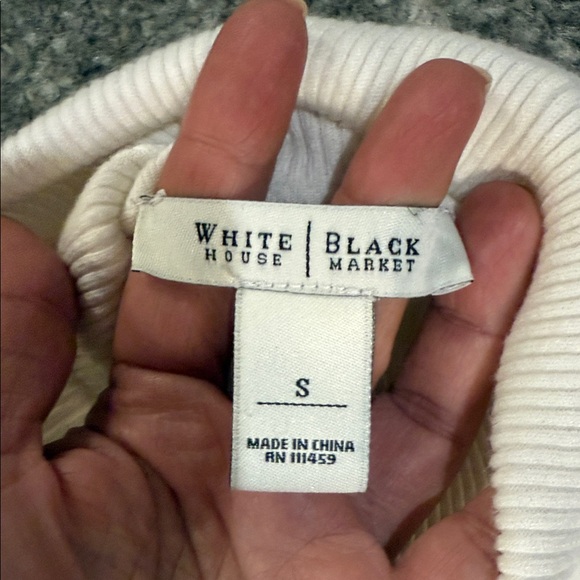 WHITE | BLACK
HOUSE | MARKET
S
MADE IN CHINA
RN 111459